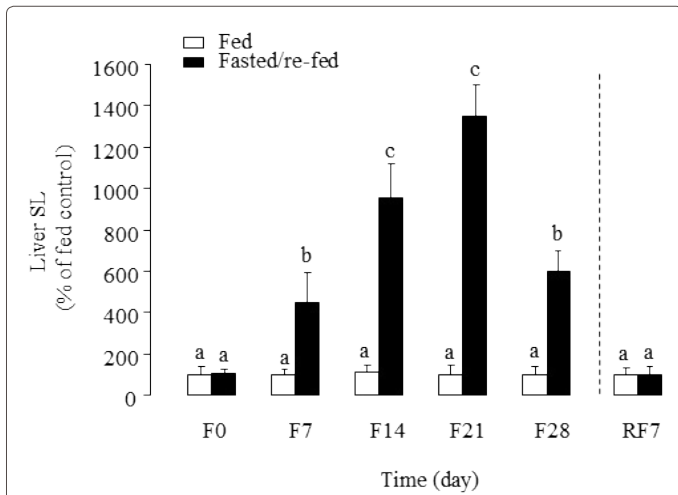 Fed
Fasted/re-fed
1600
1400
1200
1000
800
600
400
200
0
Liver SL
(% of fed control)
a a
a b
a c
a c
a b
a a
F0 F7 F14 F21 F28 RF7
Time (day)